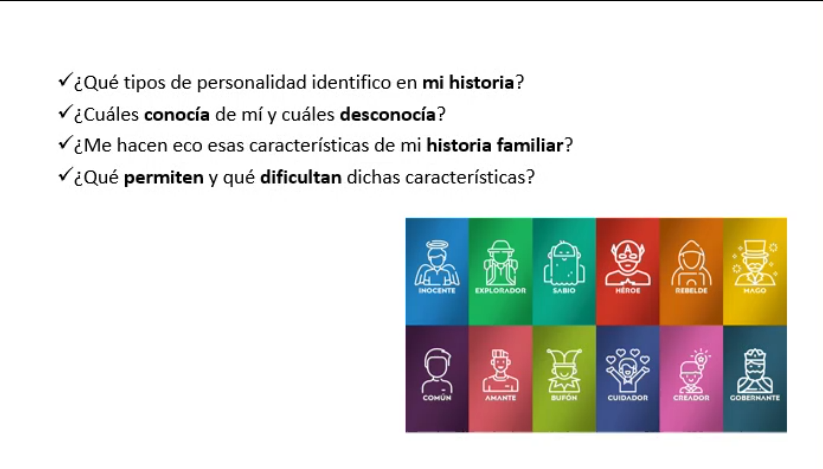 ✓¿Qué tipos de personalidad identifico en mi historia?
✓¿Cuáles conocía de mí y cuáles desconocía?
✓¿Me hacen eco esas características de mi historia familiar?
✓¿Qué permiten y qué dificultan dichas características?
INOCENTE EXPLORADOR SABIO HÉROE REBELDE MAGO
COMÚN AMANTE BUFÓN CUIDADOR CREADOR GOBERNANTE